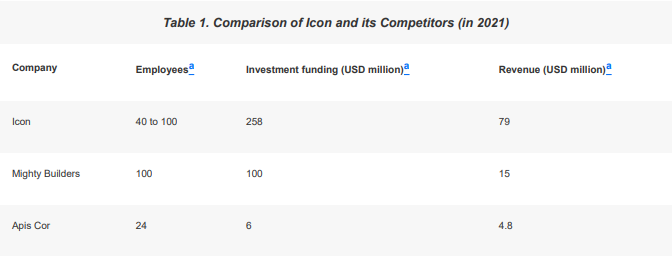 Table 1. Comparison of Icon and its Competitors (in 2021)
Company Employeesa Investment funding (USD million)a Revenue (USD million)a
Icon 40 to 100 258 79
Mighty Builders 100 100 15
Apis Cor 24 6 4.8